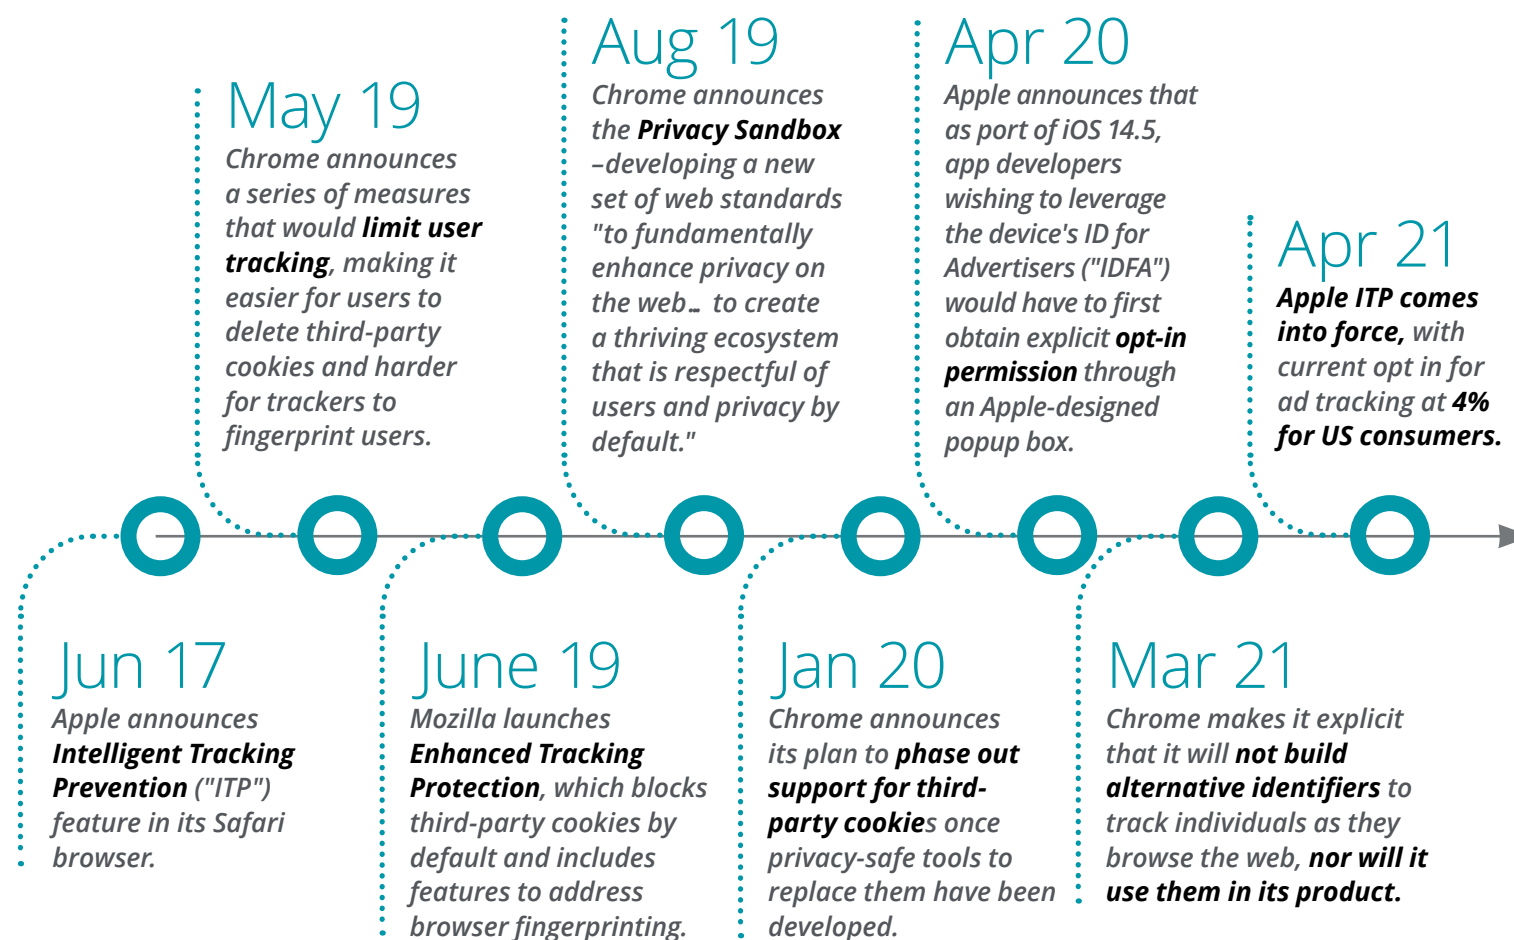 Jun 17
Apple announces
Intelligent Tracking
Prevention ("ITP")
feature in its Safari
browser.
May 19
Chrome announces
a series of measures
that would limit user
tracking, making it
easier for users to
delete third-party
cookies and harder
for trackers to
fingerprint users.
June 19
Mozilla launches
Enhanced Tracking
Protection, which blocks
third-party cookies by
default and includes
features to address
browser fingerprinting.
Aug 19
Chrome announces
the Privacy Sandbox
–developing a new
set of web standards
"to fundamentally
enhance privacy on
the web... to create
a thriving ecosystem
that is respectful of
users and privacy by
default."
Jan 20
Chrome announces
its plan to phase out
support for third-
party cookies once
privacy-safe tools to
replace them have been
developed.
Apr 20
Apple announces that
as part of iOS 14.5,
app developers
wishing to leverage
the device's ID for
Advertisers ("IDFA")
would have to first
obtain explicit opt-in
permission through
an Apple-designed
popup box.
Mar 21
Chrome makes it explicit
that it will not build
alternative identifiers to
track individuals as they
browse the web, nor will it
use them in its product.
Apr 21
Apple ITP comes
into force, with
current opt in for
ad tracking at 4%
for US consumers.